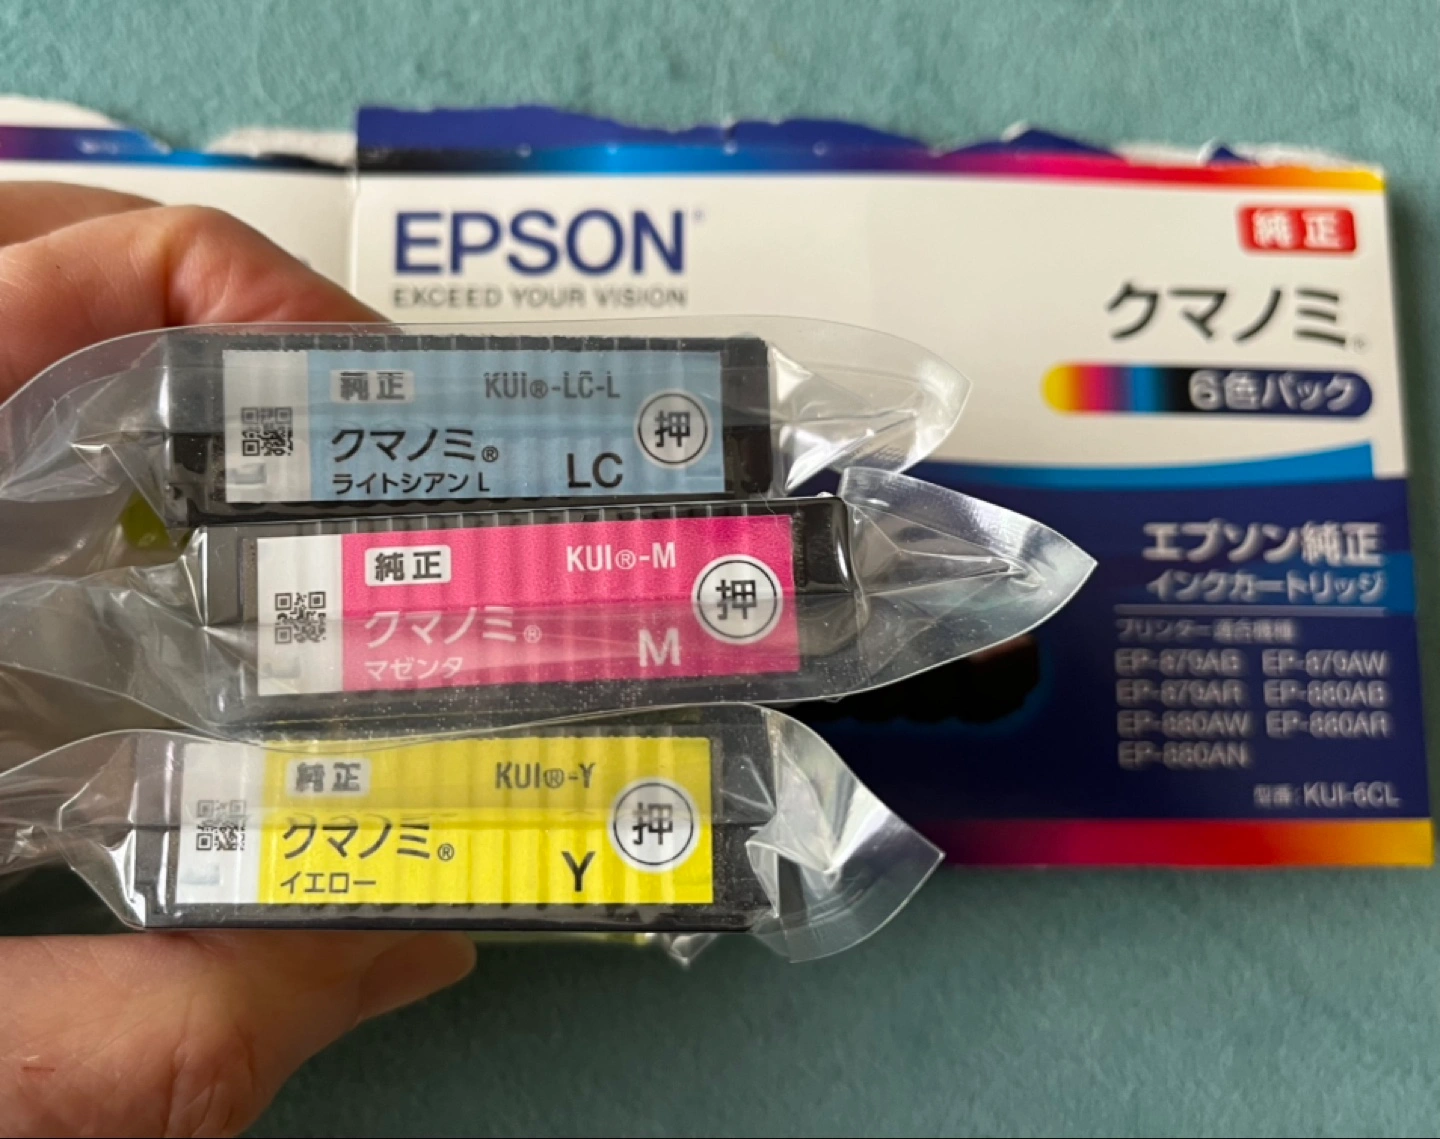 EPSON
EXCEED YOUR VISION
純正
クマノミ®
6色パック
エプソン純正
インクカートリッジ
プリンター適合機種
EP-879AB EP-879AW
EP-879AR EP-880AB
EP-880AW EP-880AR
EP-880AN
型番:KUI-6CL
純正 KUI®-LC-L
クマノミ®
ライトシアン L LC
押
純正 KUI®-M
クマノミ®
マゼンタ M
押
純正 KUI®-Y
クマノミ®
イエロー Y
押